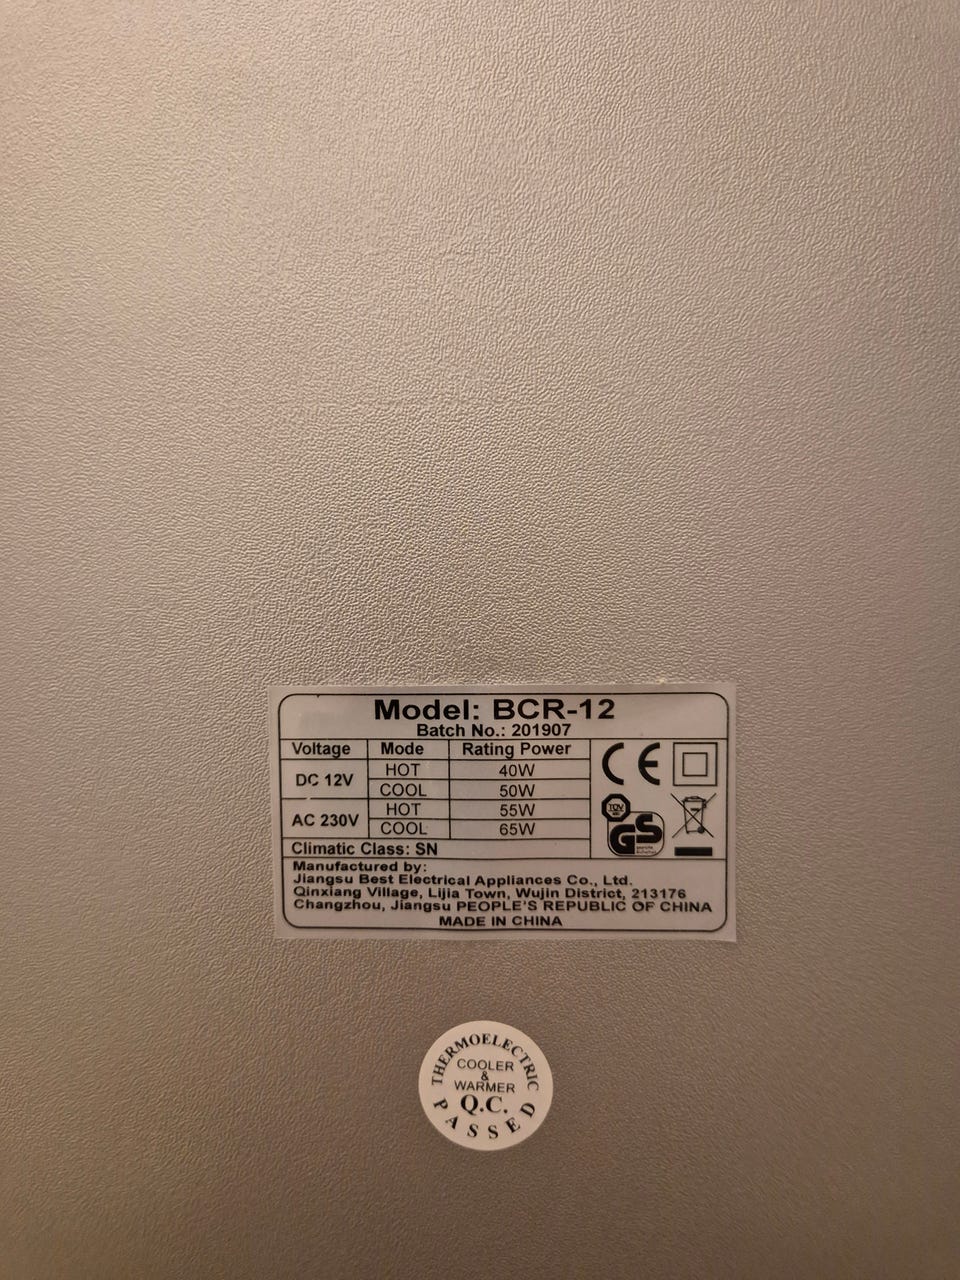 Model: BCR-12
Batch No.: 201907
Voltage Mode Rating Power
DC 12V HOT 40W
COOL 50W
AC 230V HOT 55W
COOL 65W
Climatic Class: SN
CE
TÜV
GS
Manufactured by:
Jiangsu Best Electrical Appliances Co., Ltd.
Qinxiang Village, Lijia Town, Wujin District, 213176
Changzhou, Jiangsu PEOPLE'S REPUBLIC OF CHINA
MADE IN CHINA
THERMOELECTRIC
COOLER
&
WARMER
Q.C.
PASSED